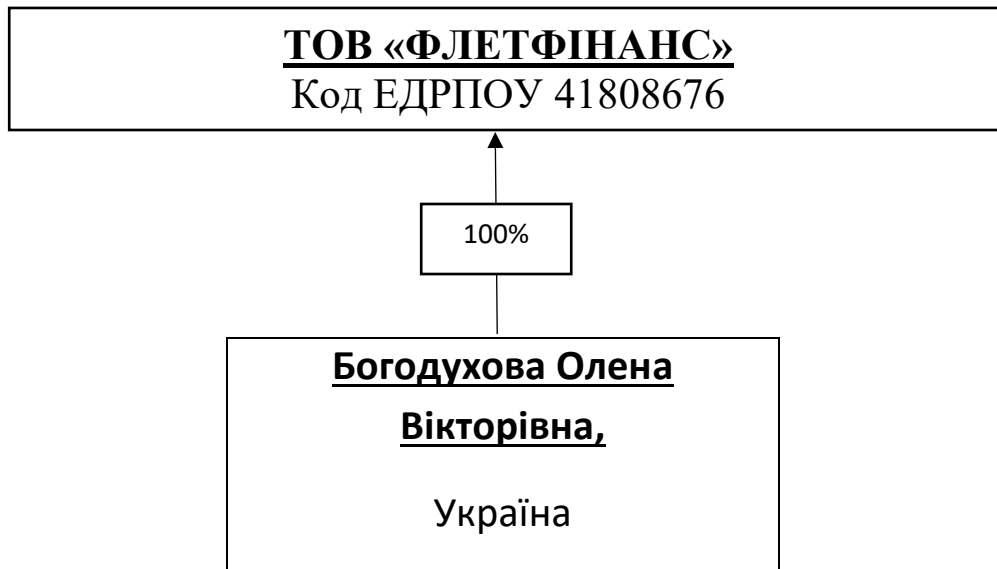 ТОВ «ФЛЕТФІНАНС»
Код ЕДРПОУ 41808676
100%
Богодухова Олена
Вікторівна,
Україна